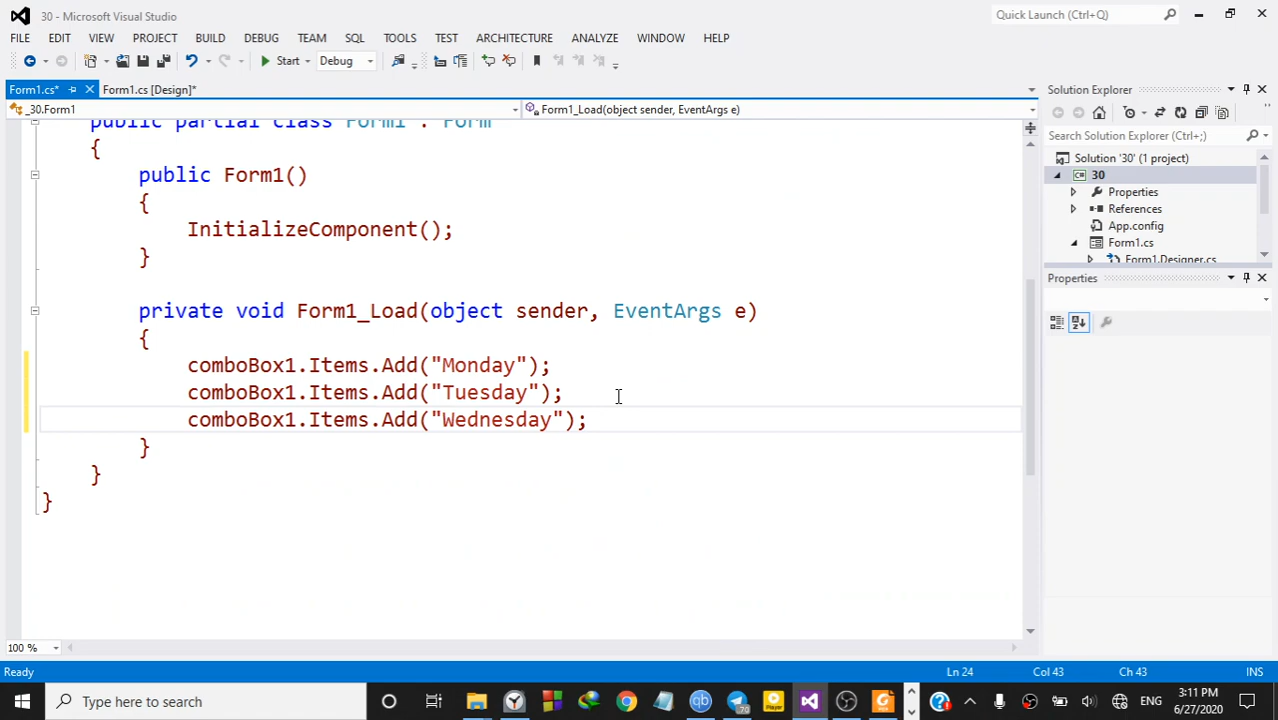 30 - Microsoft Visual Studio
Quick Launch (Ctrl+Q)
FILE EDIT VIEW PROJECT BUILD DEBUG TEAM SQL TOOLS TEST ARCHITECTURE ANALYZE WINDOW HELP
Start Debug
Form1.cs* Form1.cs [Design]*
_30.Form1 Form1_Load(object sender, EventArgs e)
public partial class Form1 : Form
{
public Form1()
{
InitializeComponent();
}
private void Form1_Load(object sender, EventArgs e)
{
comboBox1.Items.Add("Monday");
comboBox1.Items.Add("Tuesday");
comboBox1.Items.Add("Wednesday");
}
}
}
100 %
Solution Explorer
Search Solution Explorer (Ctrl+;)
Solution '30' (1 project)
C# 30
Properties
References
App.config
Form1.cs
Form1.Designer.cs
Properties
Ready Ln 24 Col 43 Ch 43 INS
Type here to search
qb
70
Player
ENG
3:11 PM
6/27/2020